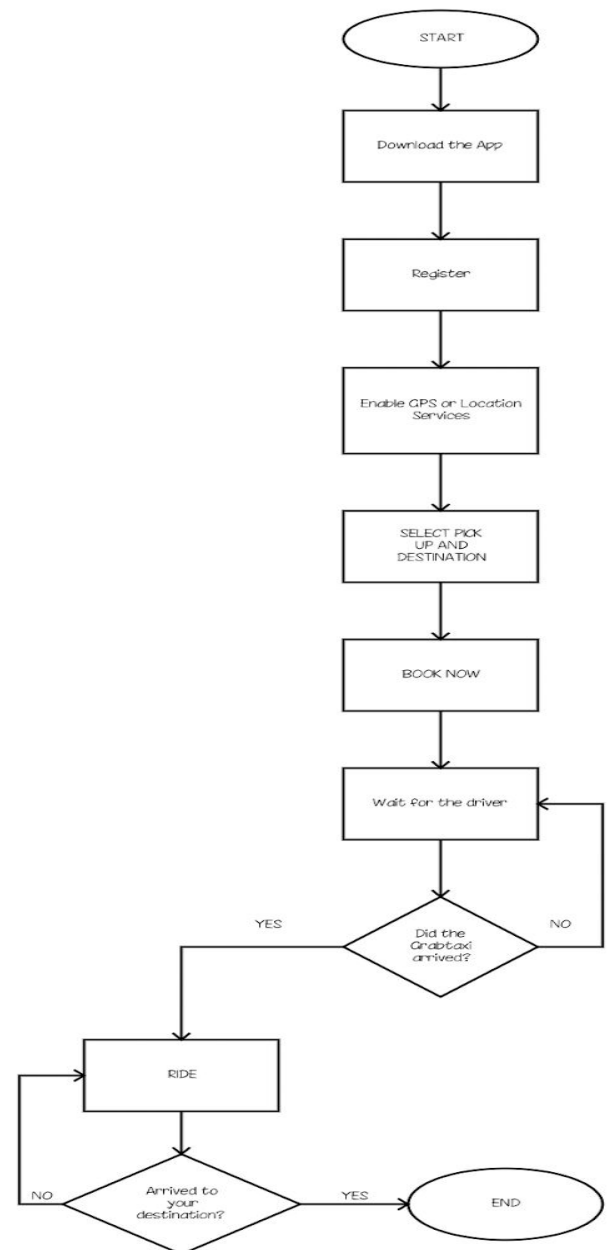 START
Download the App
Register
Enable GPS or Location
Services
SELECT PICK
UP AND
DESTINATION
BOOK NOW
Wait for the driver
Did the
Grabtaxi
arrived?
YES
NO
RIDE
Arrived to
your
destination?
NO
YES
END